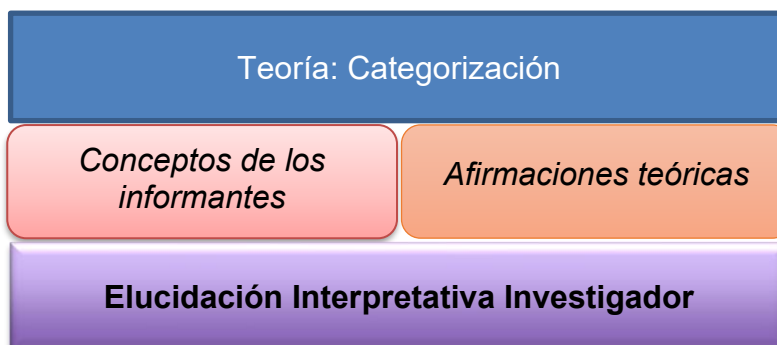 Teoría: Categorización
Conceptos de los
informantes
Afirmaciones teóricas
Elucidación Interpretativa Investigador